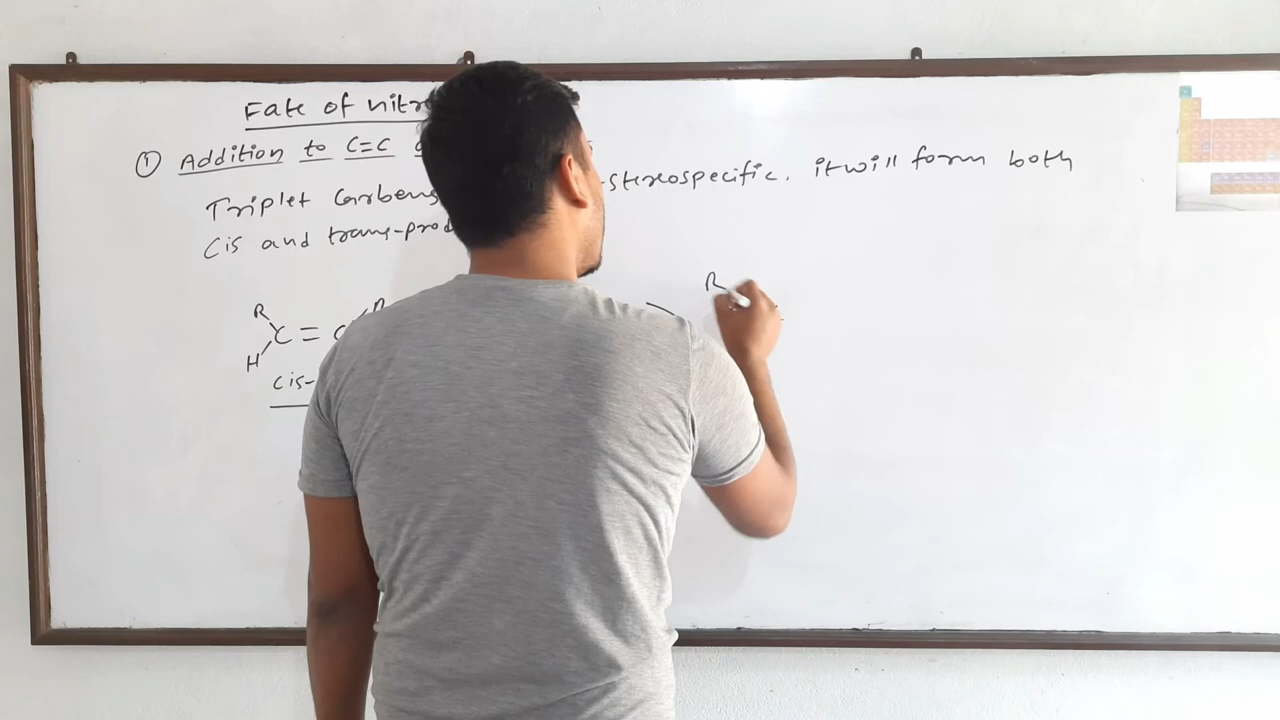 Fate of nitr
① Addition to C=C
Triplet Carbene -stereospecific. it will form both
Cis and trans-prod
R R
C = C
H
cis-
R